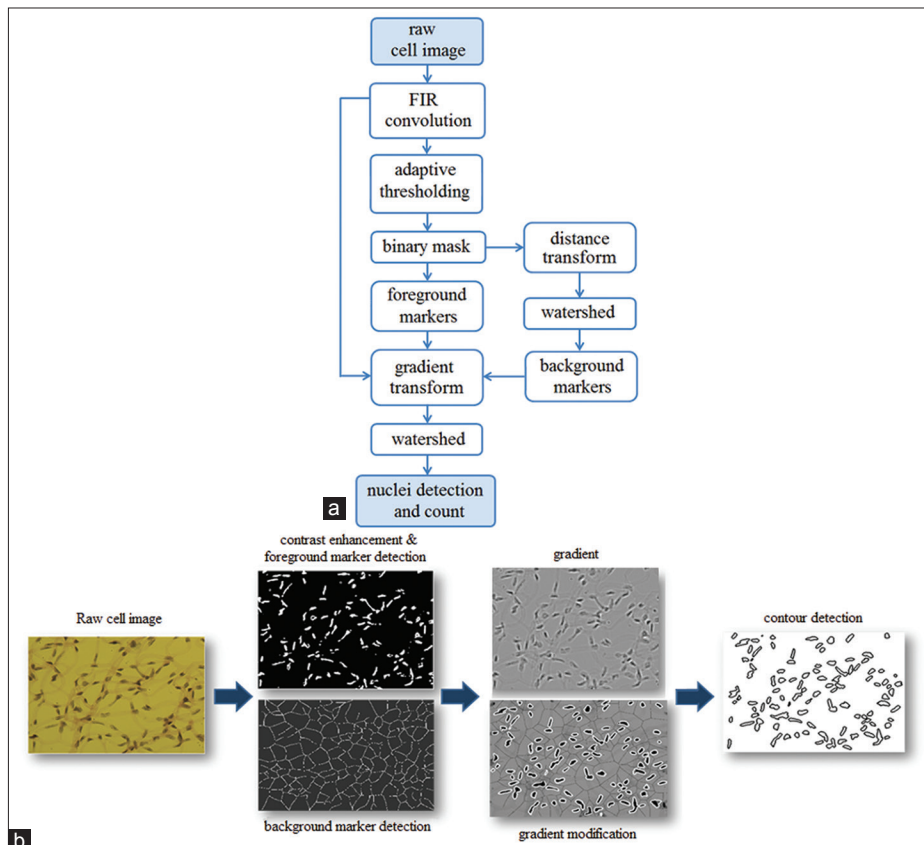 raw
cell image
FIR
convolution
adaptive
thresholding
binary mask
distance
transform
foreground
markers
watershed
gradient
transform
background
markers
watershed
nuclei detection
and count
a
contrast enhancement &
foreground marker detection
gradient
Raw cell image
contour detection
background marker detection
gradient modification
b